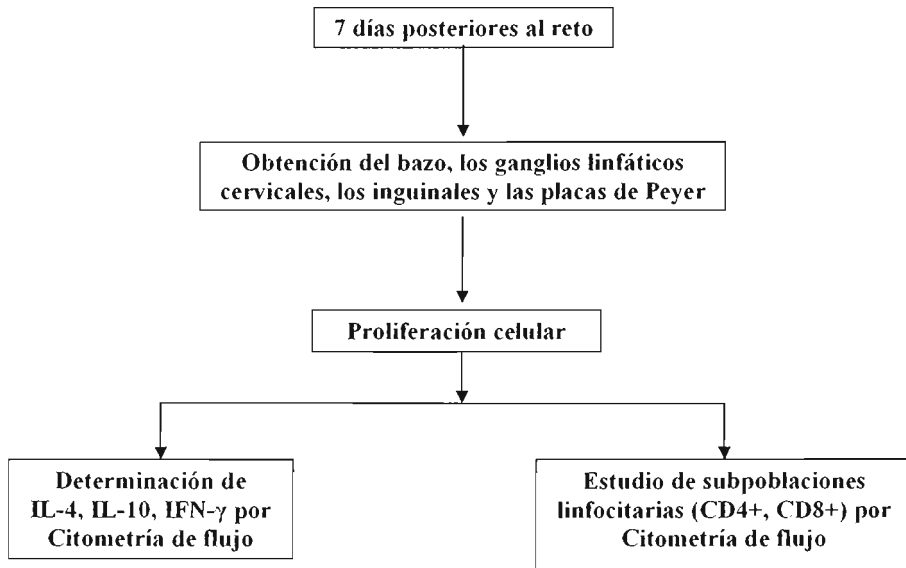 7 días posteriores al reto
Obtención del bazo, los ganglios linfáticos
cervicales, los inguinales y las placas de Peyer
Proliferación celular
Determinación de
IL-4, IL-10, IFN-γ por
Citometría de flujo
Estudio de subpoblaciones
linfocitarias (CD4+, CD8+) por
Citometría de flujo